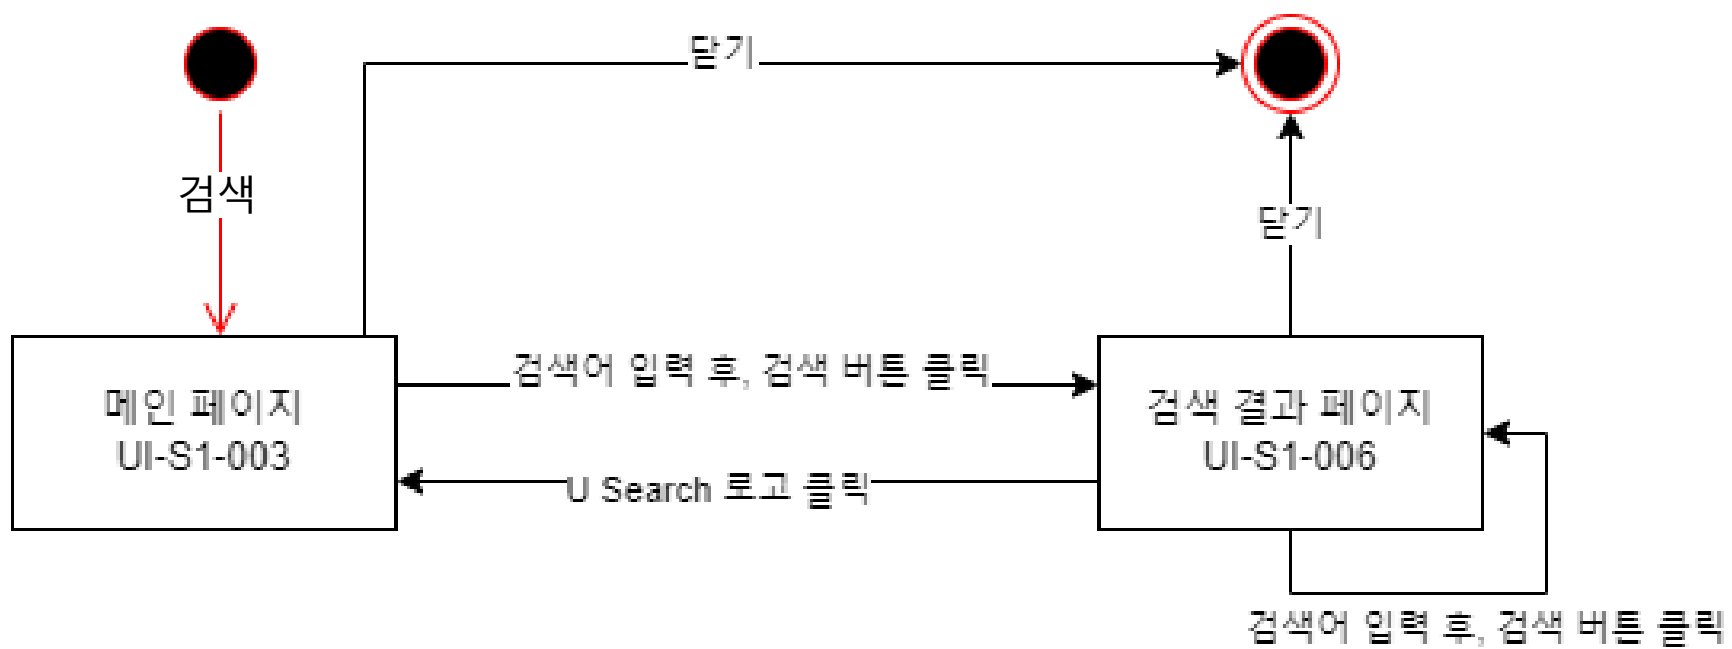 닫기
검색
닫기
검색어 입력 후, 검색 버튼 클릭
메인 페이지
UI-S1-003
검색 결과 페이지
UI-S1-006
U Search 로고 클릭
검색어 입력 후, 검색 버튼 클릭